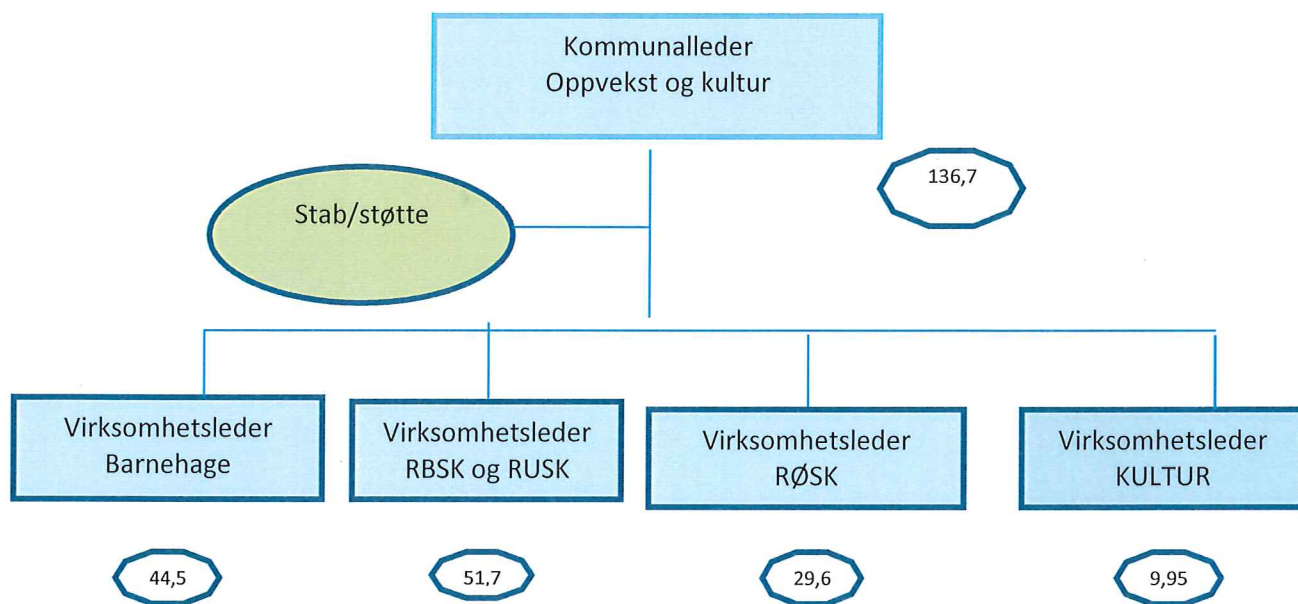 Kommunalleder
Oppvekst og kultur
136,7
Stab/støtte
Virksomhetsleder
Barnehage
Virksomhetsleder
RBSK og RUSK
Virksomhetsleder
RØSK
Virksomhetsleder
KULTUR
44,5
51,7
29,6
9,95